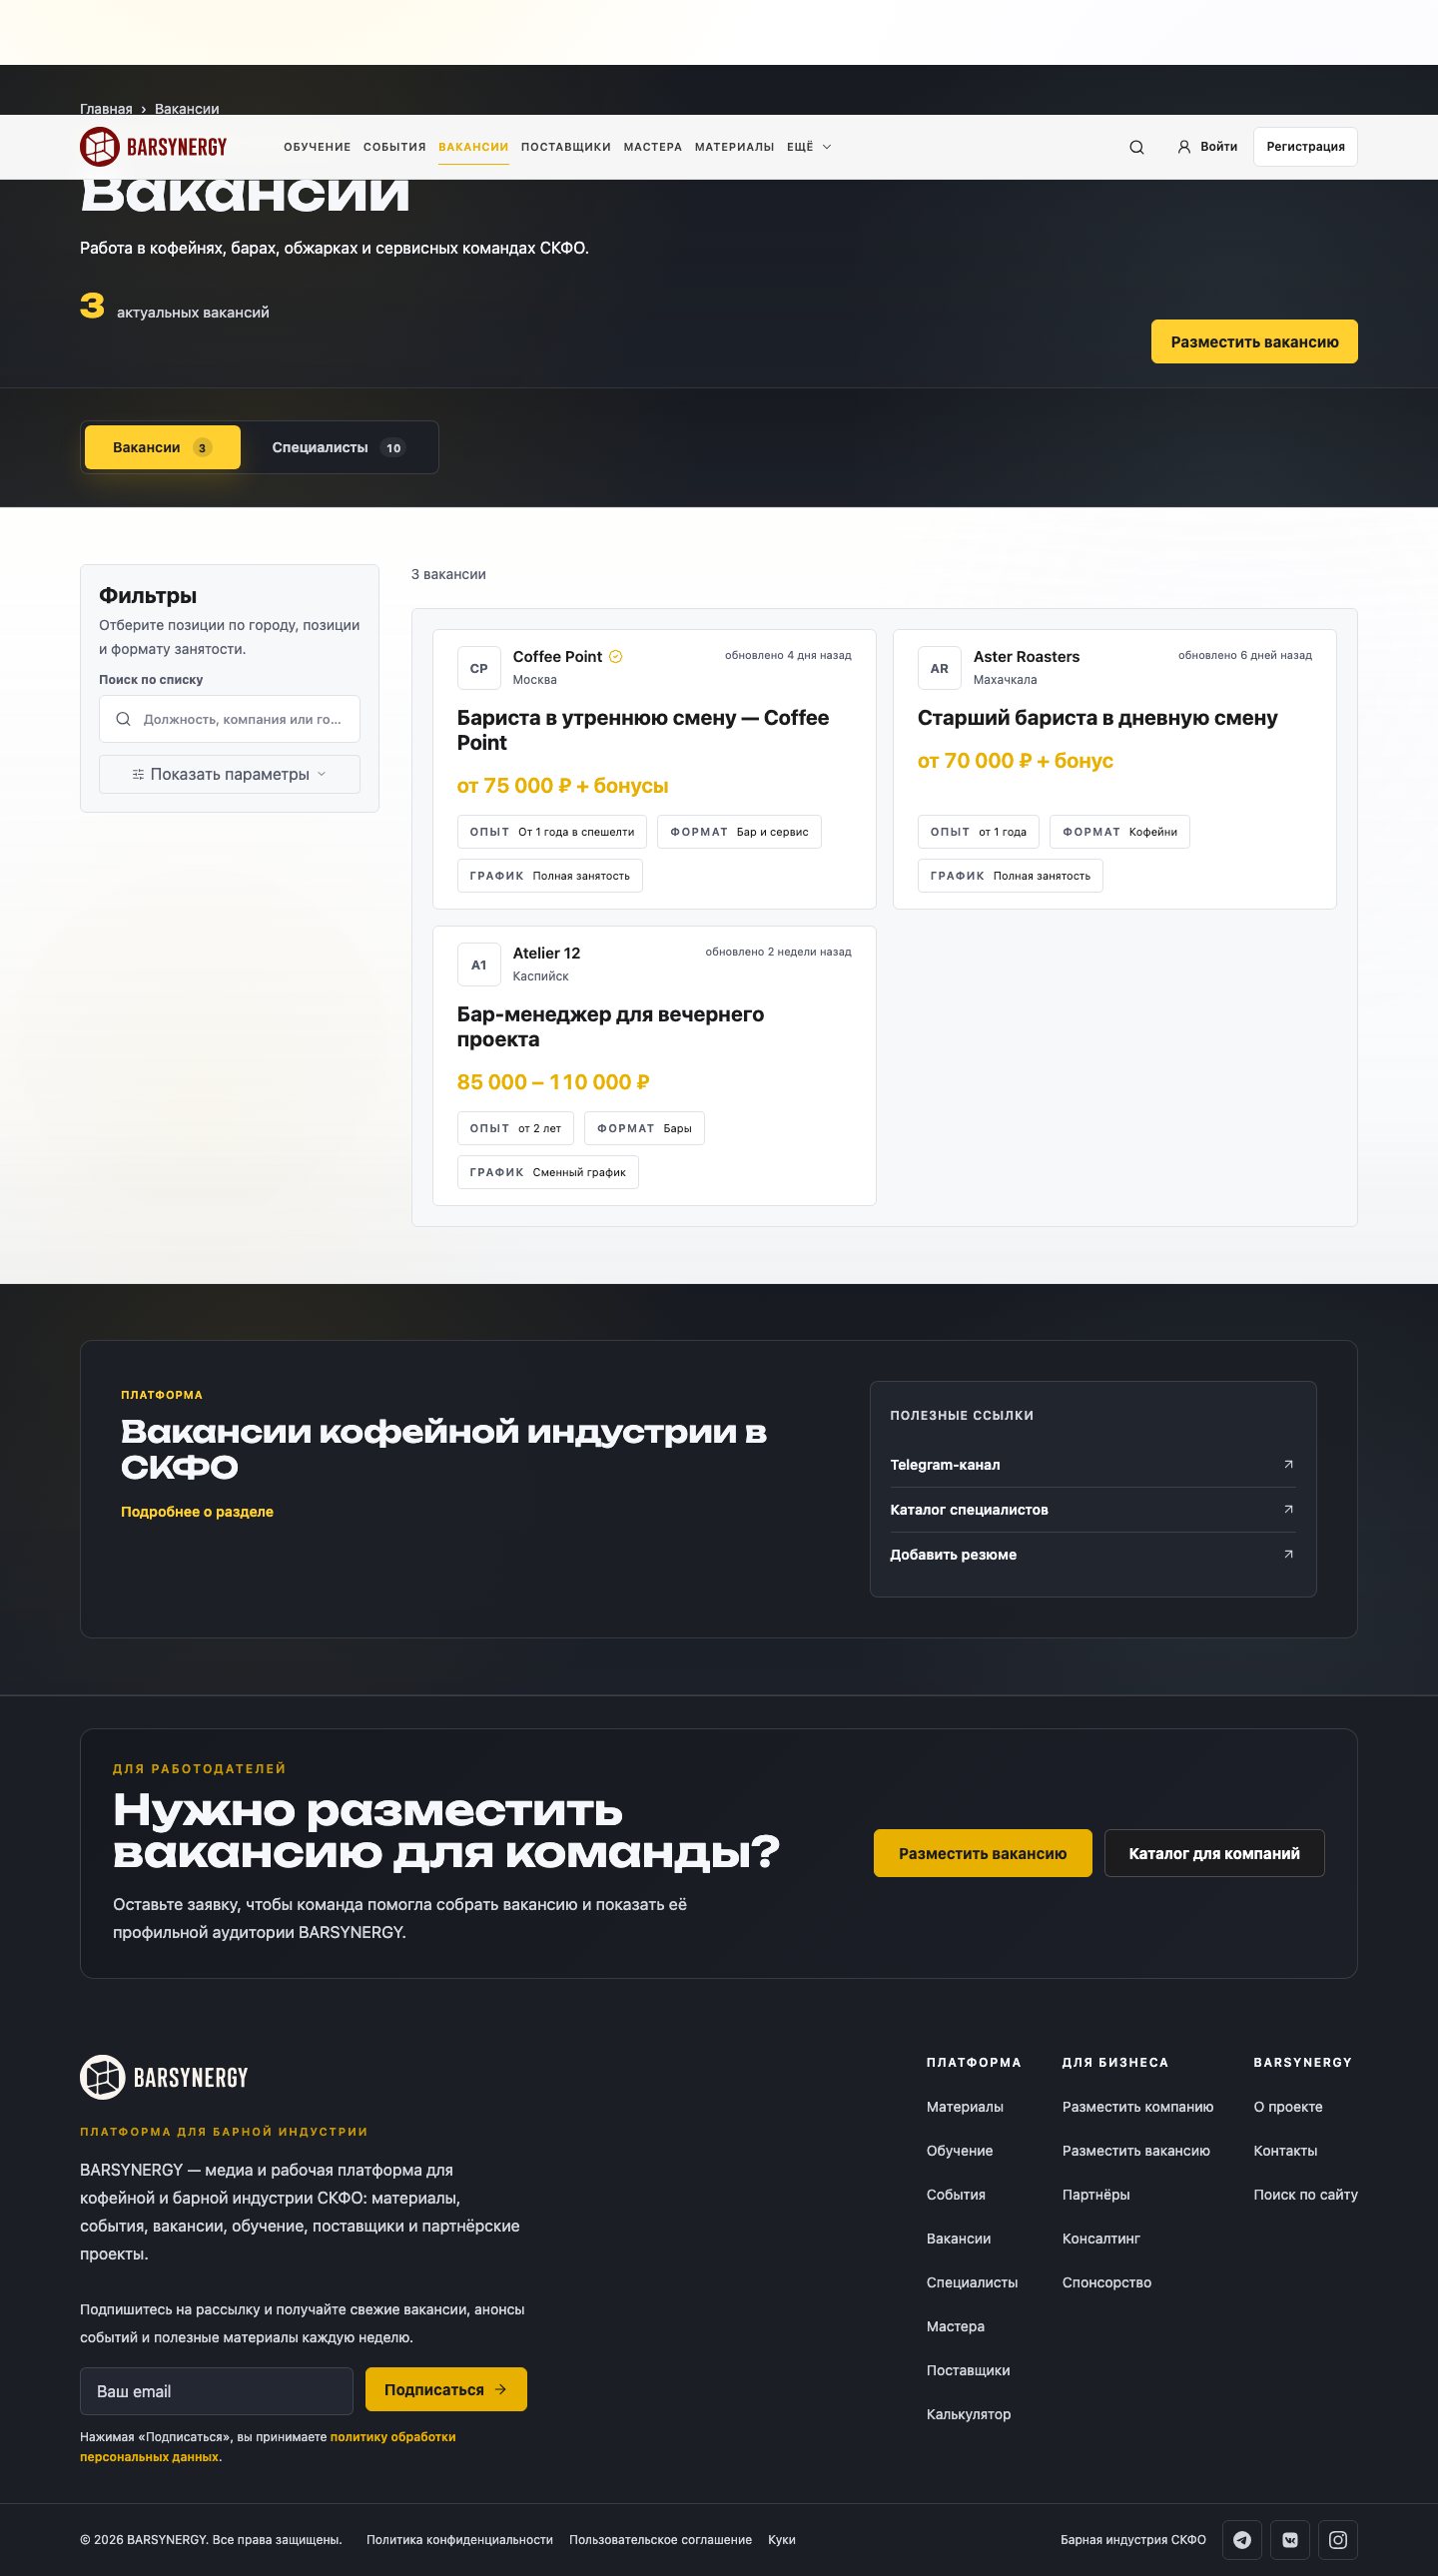 Главная › Вакансии
BARSYNERGY
ОБУЧЕНИЕ СОБЫТИЯ ВАКАНСИИ ПОСТАВЩИКИ МАСТЕРА МАТЕРИАЛЫ ЕЩЁ
Войти
Регистрация
Вакансии
Работа в кофейнях, барах, обжарках и сервисных командах СКФО.
3 актуальных вакансий
Разместить вакансию
Вакансии 3
Специалисты 10
Фильтры
Отберите позиции по городу, позиции
и формату занятости.
Поиск по списку
Должность, компания или го...
Показать параметры
3 вакансии
CP
Coffee Point
обновлено 4 дня назад
Москва
Бариста в утреннюю смену — Coffee
Point
от 75 000 ₽ + бонусы
ОПЫТ От 1 года в спешелти
ФОРМАТ Бар и сервис
ГРАФИК Полная занятость
AR
Aster Roasters
обновлено 6 дней назад
Махачкала
Старший бариста в дневную смену
от 70 000 ₽ + бонус
ОПЫТ от 1 года
ФОРМАТ Кофейни
ГРАФИК Полная занятость
A1
Atelier 12
обновлено 2 недели назад
Каспийск
Бар-менеджер для вечернего
проекта
85 000 – 110 000 ₽
ОПЫТ от 2 лет
ФОРМАТ Бары
ГРАФИК Сменный график
ПЛАТФОРМА
Вакансии кофейной индустрии в
СКФО
Подробнее о разделе
ПОЛЕЗНЫЕ ССЫЛКИ
Telegram-канал
Каталог специалистов
Добавить резюме
ДЛЯ РАБОТОДАТЕЛЕЙ
Нужно разместить
вакансию для команды?
Оставьте заявку, чтобы команда помогла собрать вакансию и показать её
профильной аудитории BARSYNERGY.
Разместить вакансию
Каталог для компаний
BARSYNERGY
ПЛАТФОРМА ДЛЯ БАРНОЙ ИНДУСТРИИ
BARSYNERGY — медиа и рабочая платформа для
кофейной и барной индустрии СКФО: материалы,
события, вакансии, обучение, поставщики и партнёрские
проекты.
Подпишитесь на рассылку и получайте свежие вакансии, анонсы
событий и полезные материалы каждую неделю.
Ваш email
Подписаться →
Нажимая «Подписаться», вы принимаете политику обработки
персональных данных.
ПЛАТФОРМА
Материалы
Обучение
События
Вакансии
Специалисты
Мастера
Поставщики
Калькулятор
ДЛЯ БИЗНЕСА
Разместить компанию
Разместить вакансию
Партнёры
Консалтинг
Спонсорство
BARSYNERGY
О проекте
Контакты
Поиск по сайту
© 2026 BARSYNERGY. Все права защищены.
Политика конфиденциальности
Пользовательское соглашение
Куки
Барная индустрия СКФО